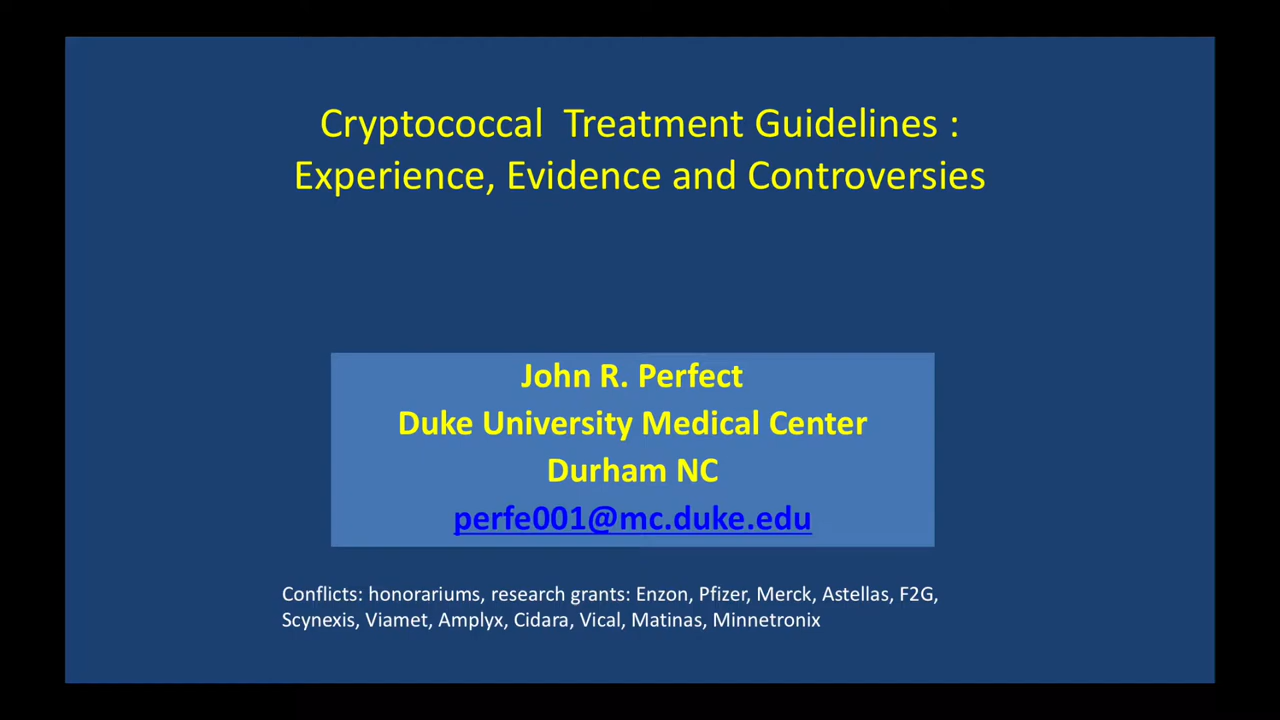 Cryptococcal Treatment Guidelines :
Experience, Evidence and Controversies
John R. Perfect
Duke University Medical Center
Durham NC
perfe001@mc.duke.edu
Conflicts: honorariums, research grants: Enzon, Pfizer, Merck, Astellas, F2G,
Scynexis, Viamet, Amplyx, Cidara, Vical, Matinas, Minnetronix